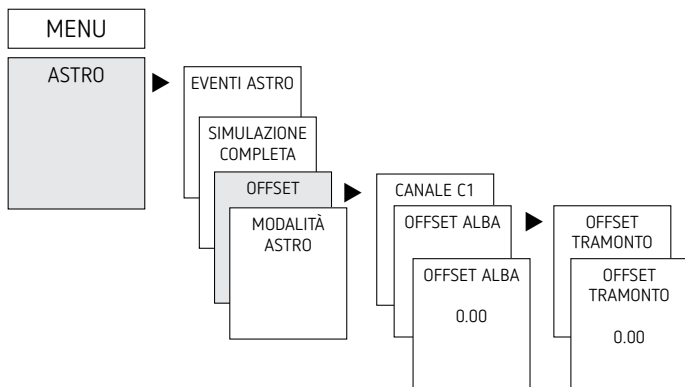 MENU
ASTRO
EVENTI ASTRO
SIMULAZIONE
COMPLETA
OFFSET
MODALITÀ
ASTRO
CANALE C1
OFFSET ALBA
OFFSET ALBA
0.00
OFFSET
TRAMONTO
OFFSET
TRAMONTO
0.00